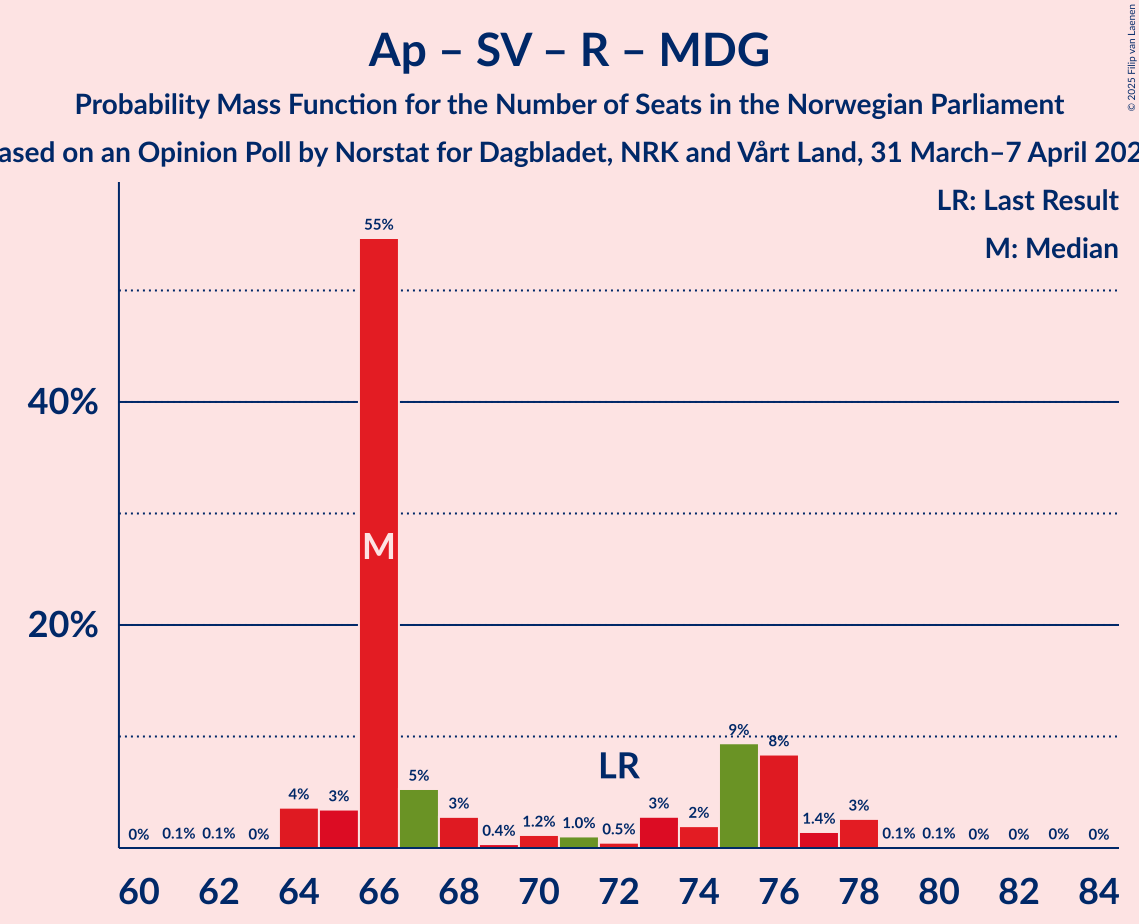 Ap – SV – R – MDG
Probability Mass Function for the Number of Seats in the Norwegian Parliament
ased on an Opinion Poll by Norstat for Dagbladet, NRK and Vårt Land, 31 March–7 April 202
© 2025 Filip van Laenen
LR: Last Result
M: Median
55%
40%
M
20%
LR
0% 0.1% 0.1% 0% 4% 3% 5% 3% 0.4% 1.2% 1.0% 0.5% 3% 2% 9% 8% 1.4% 3% 0.1% 0.1% 0% 0% 0% 0%
60 62 64 66 68 70 72 74 76 78 80 82 84